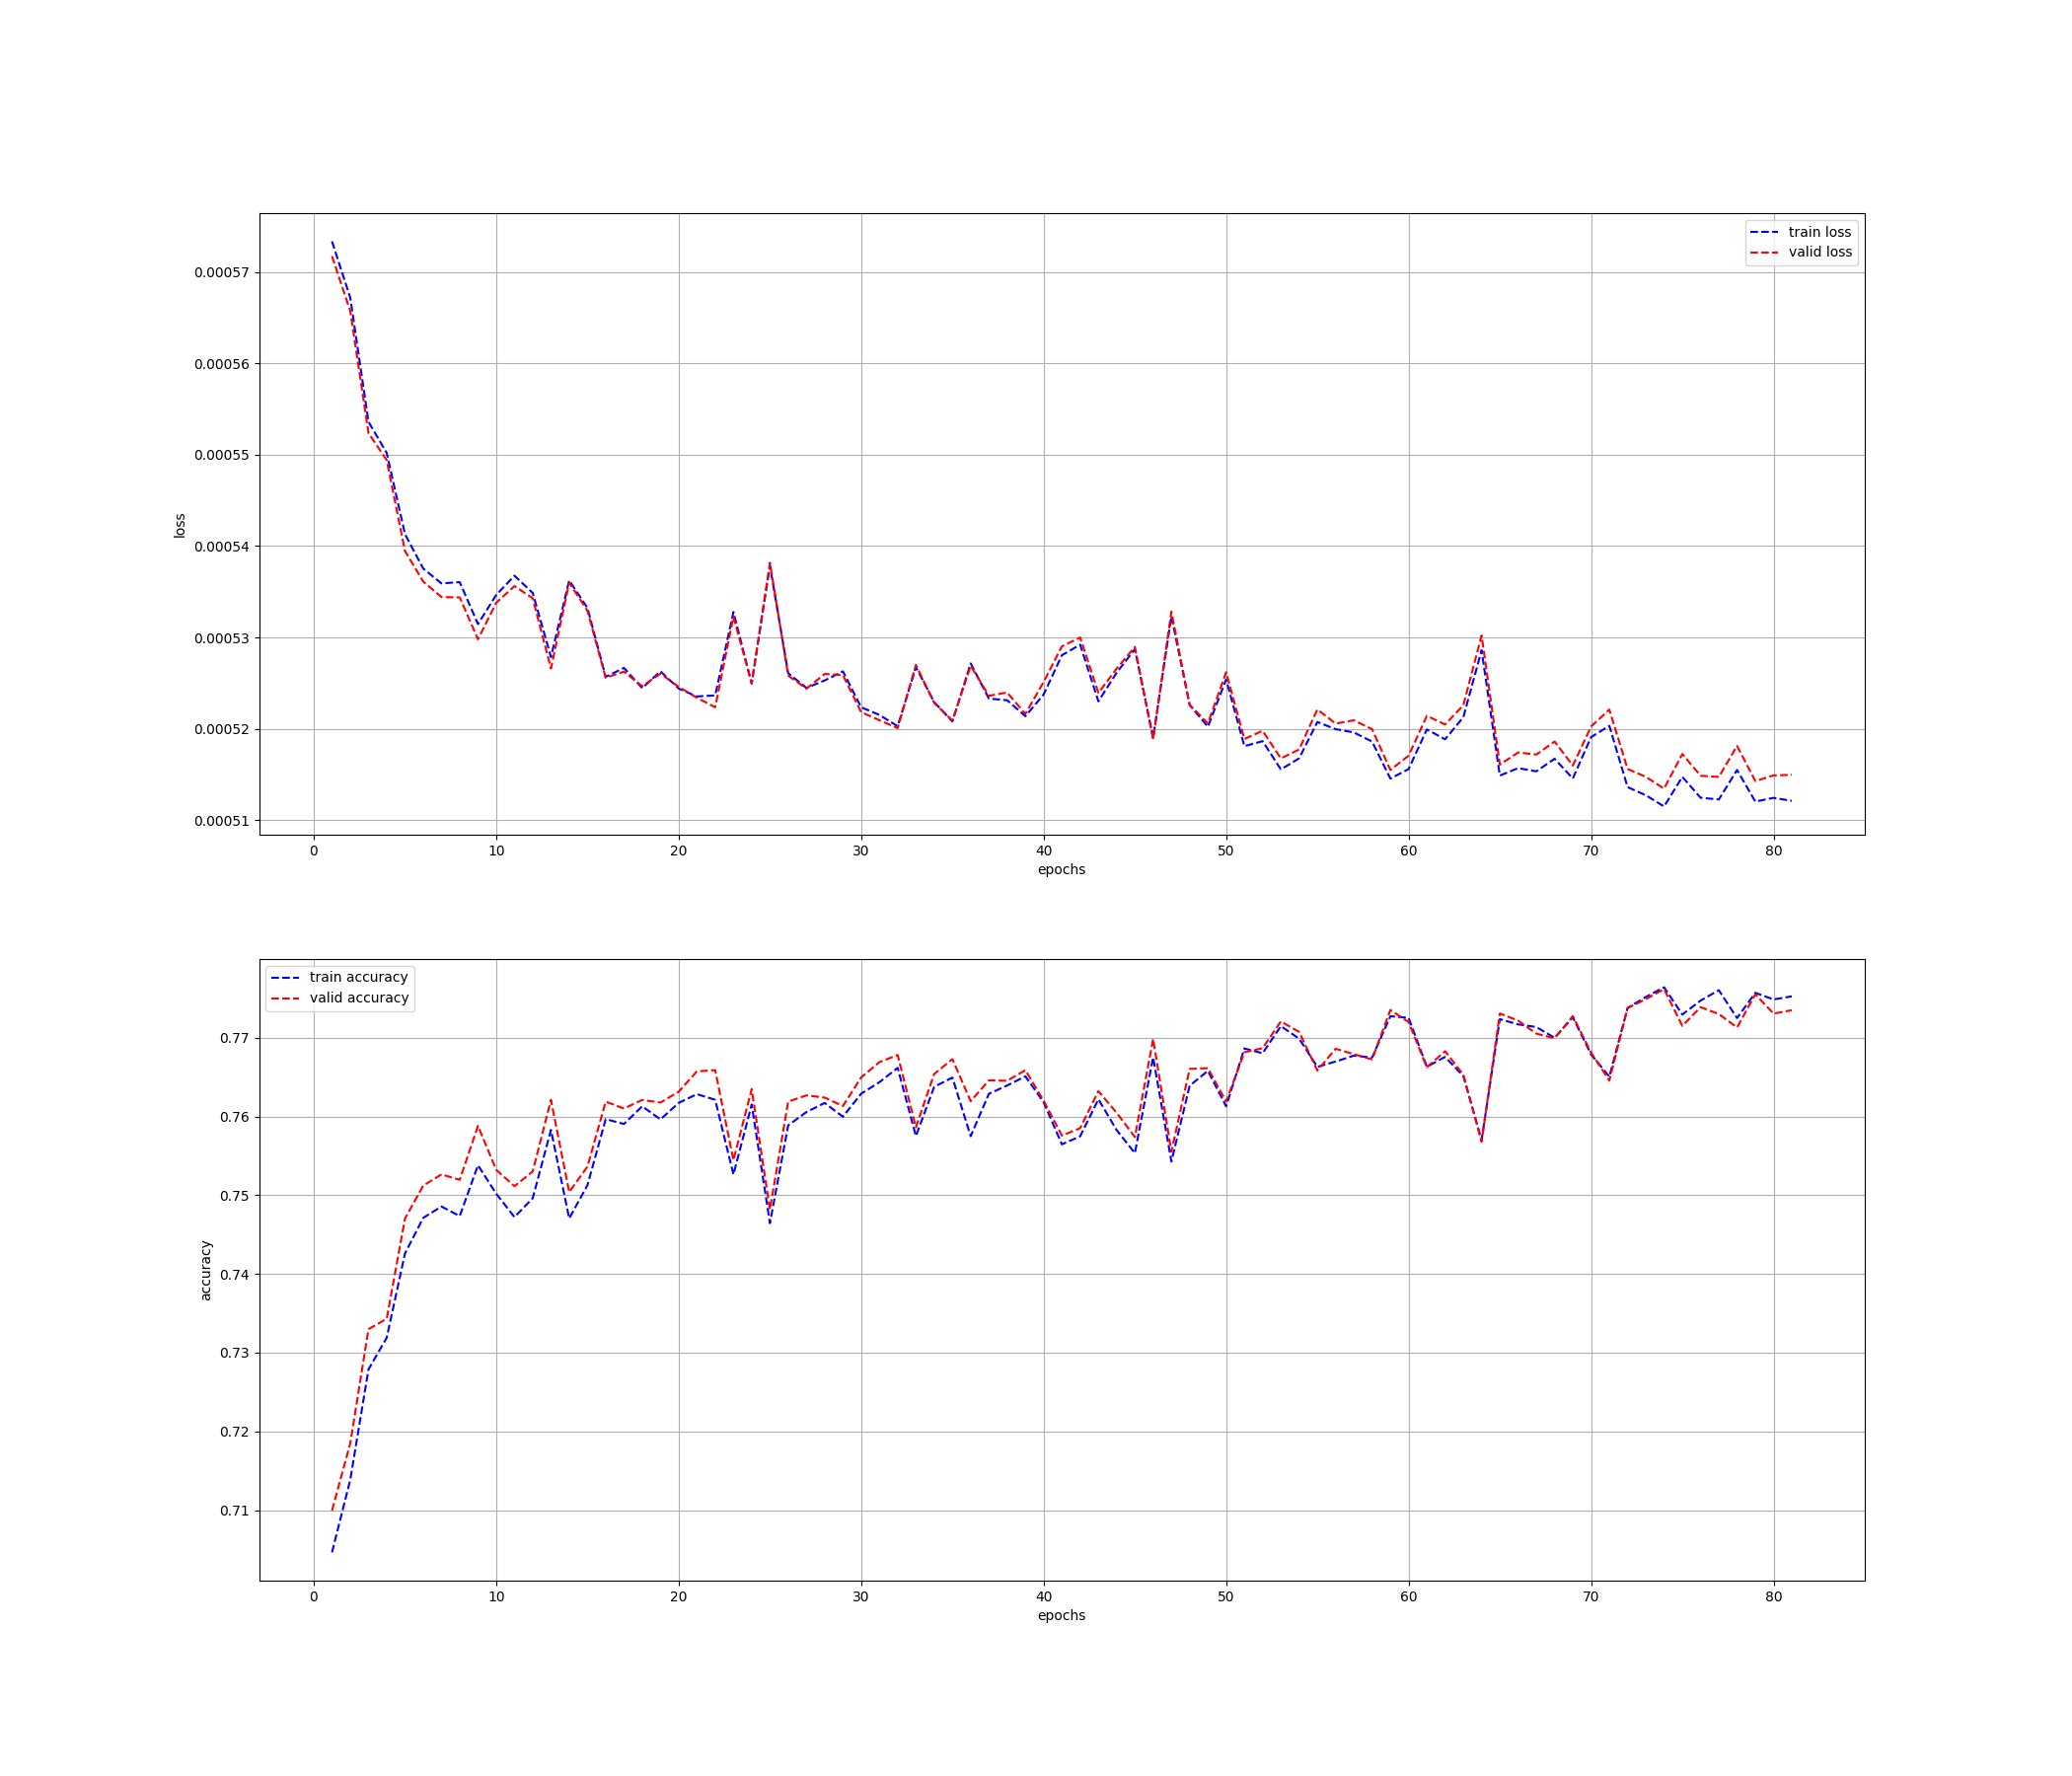 train loss
valid loss
0.00057
0.00056
0.00055
0.00054
0.00053
0.00052
0.00051
loss
0 10 20 30 40 50 60 70 80
epochs
train accuracy
valid accuracy
0.77
0.76
0.75
0.74
0.73
0.72
0.71
accuracy
0 10 20 30 40 50 60 70 80
epochs